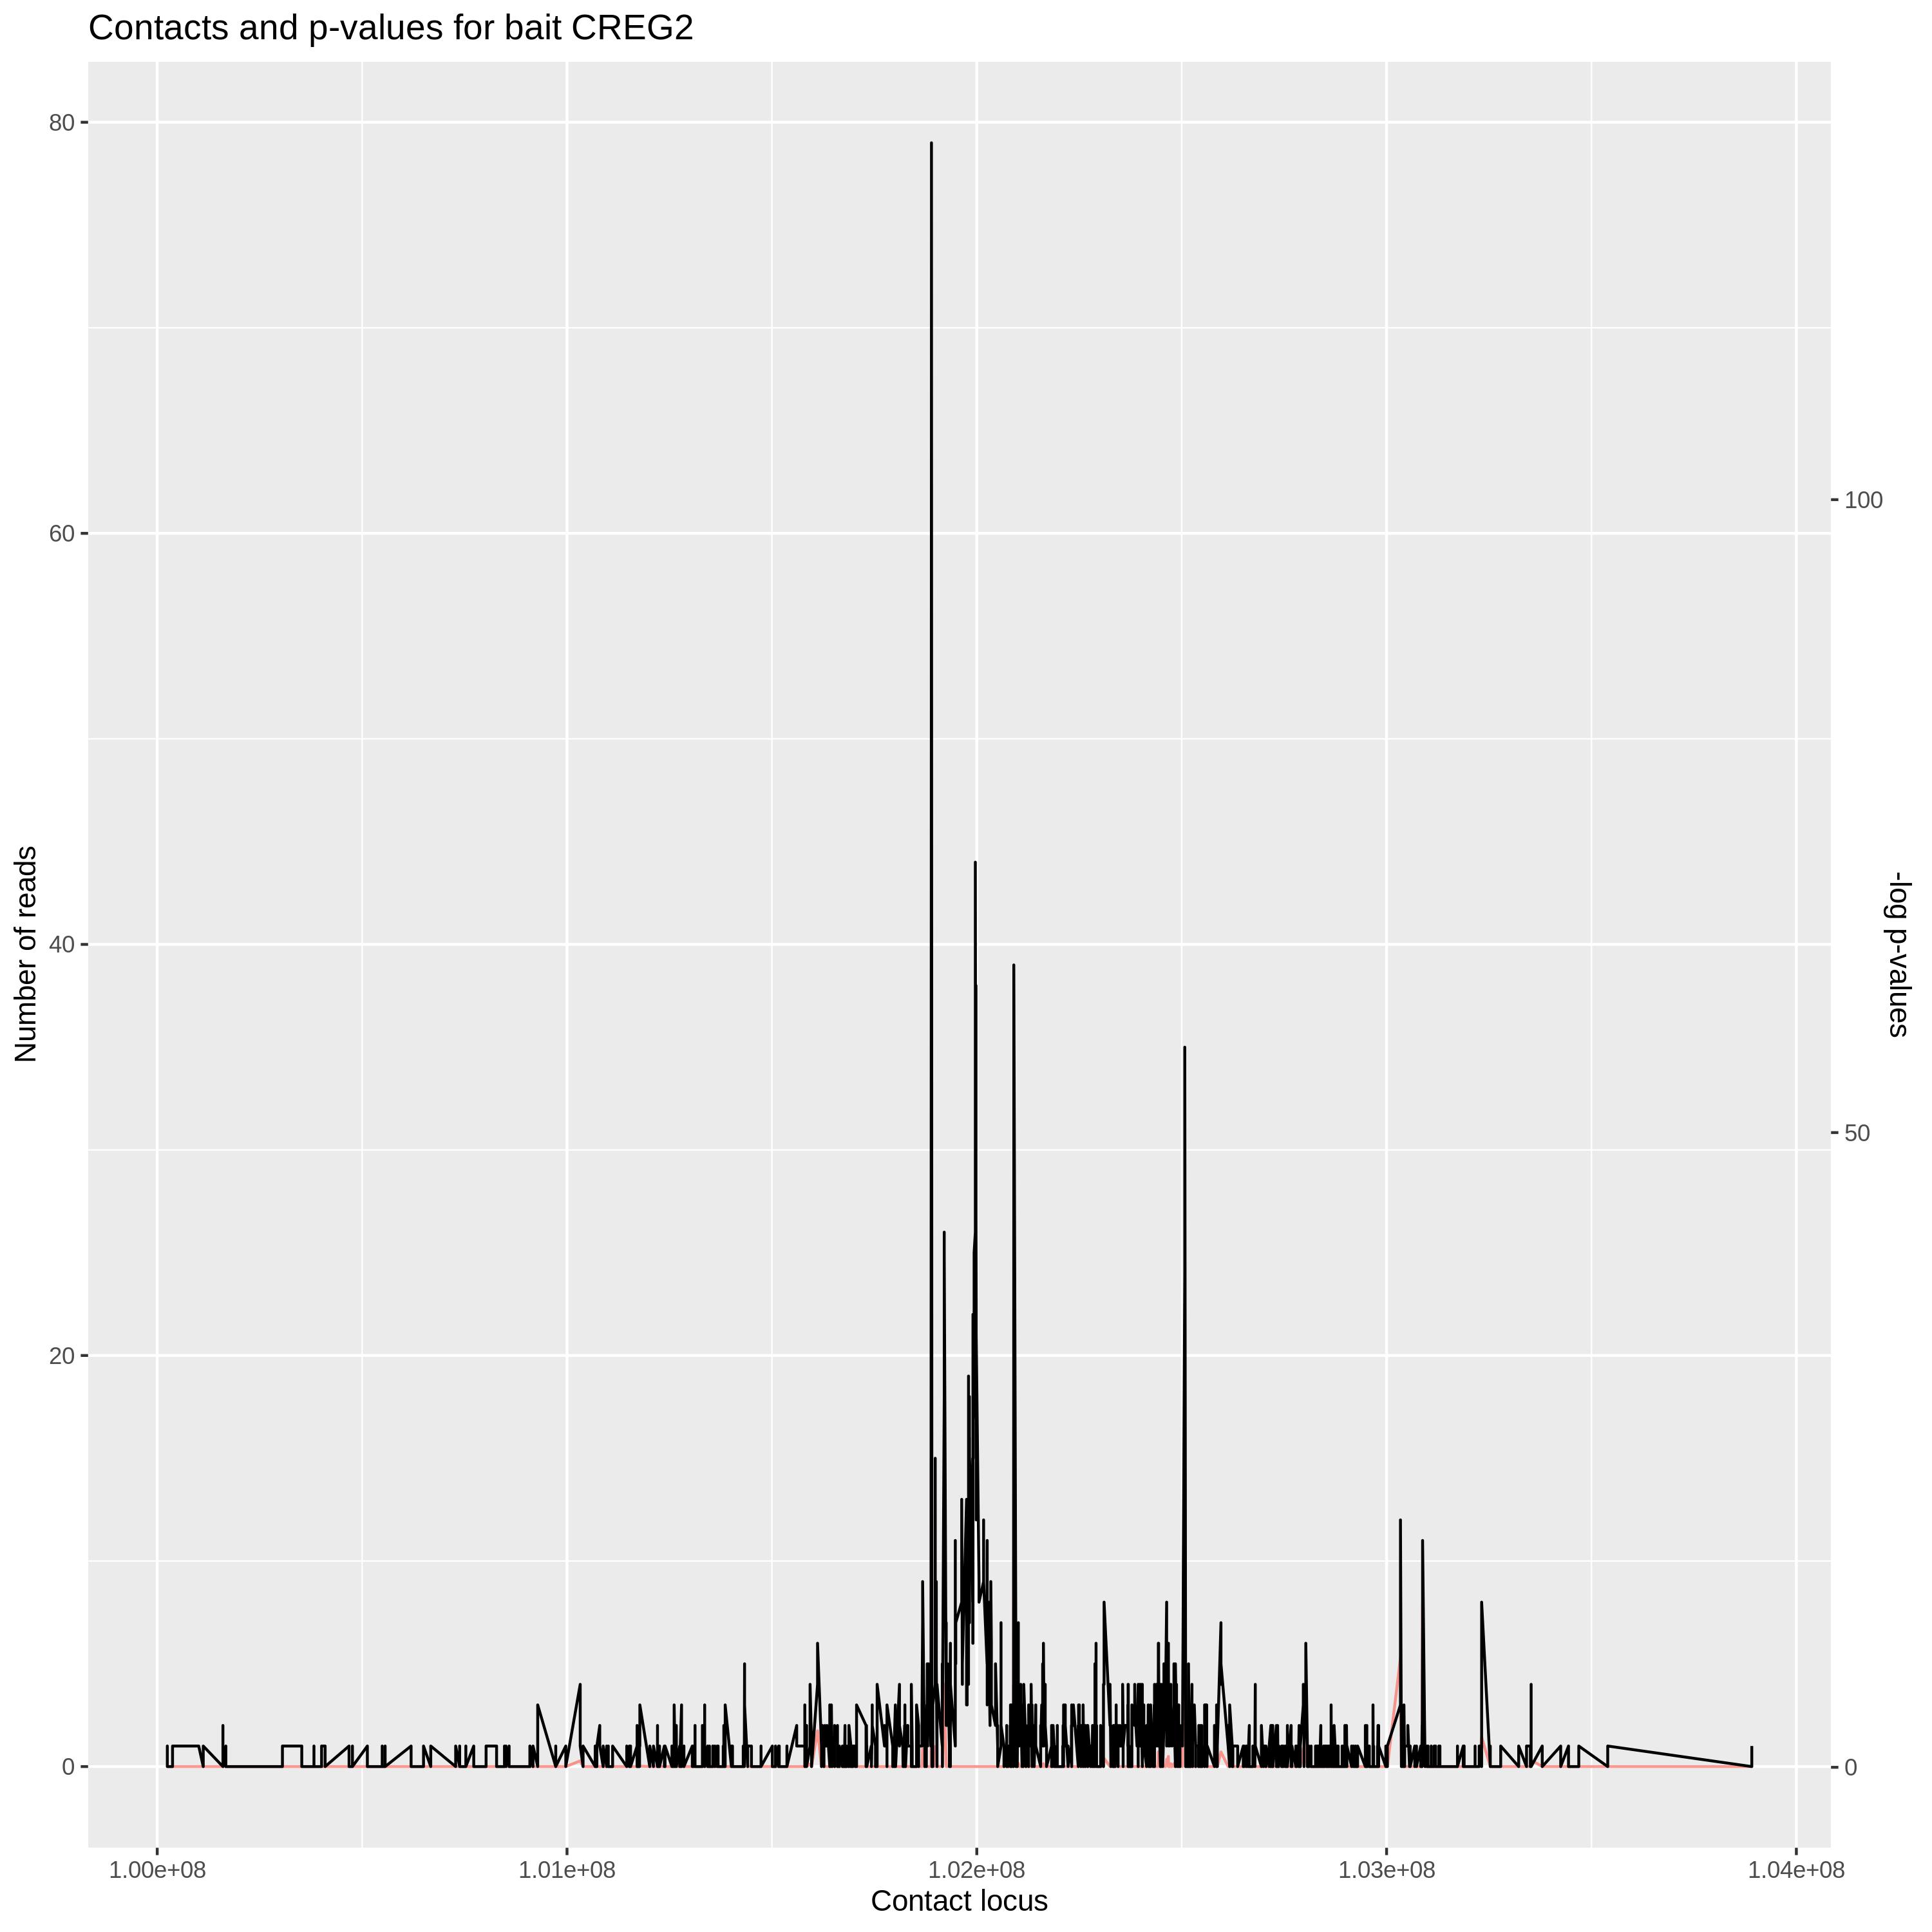 Contacts and p-values for bait CREG2
80
60
40
20
0
100
50
0
Number of reads
-log p-values
1.00e+08
1.01e+08
1.02e+08
1.03e+08
1.04e+08
Contact locus